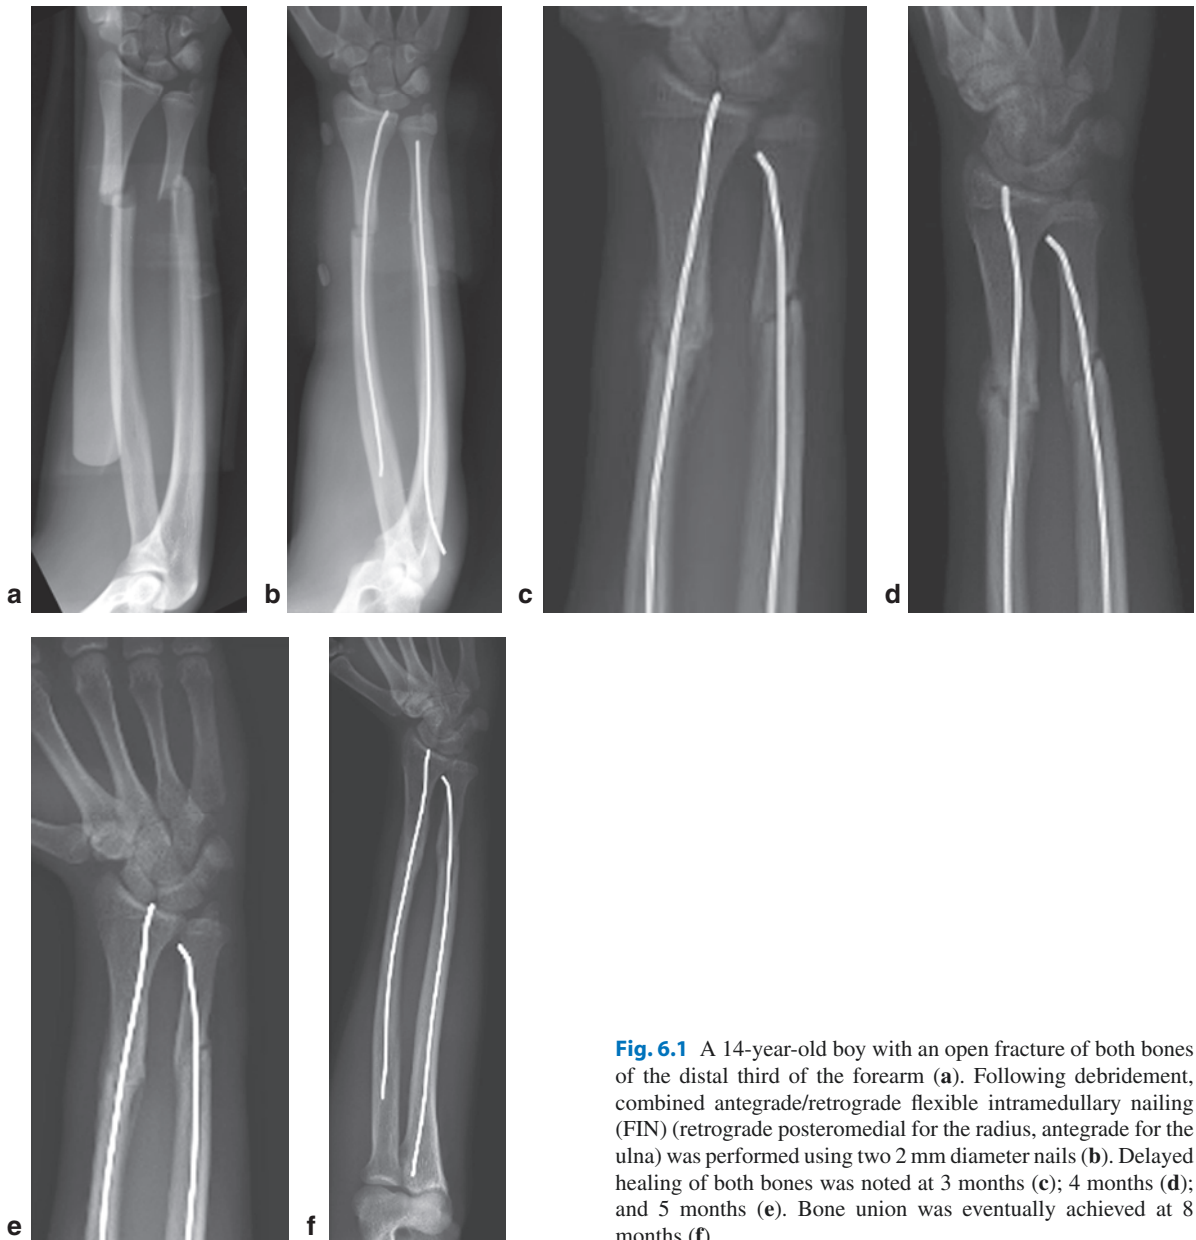 a
b
c
d
e
f
Fig. 6.1 A 14-year-old boy with an open fracture of both bones
of the distal third of the forearm (a). Following debridement,
combined antegrade/retrograde flexible intramedullary nailing
(FIN) (retrograde posteromedial for the radius, antegrade for the
ulna) was performed using two 2 mm diameter nails (b). Delayed
healing of both bones was noted at 3 months (c); 4 months (d);
and 5 months (e). Bone union was eventually achieved at 8
months (f)